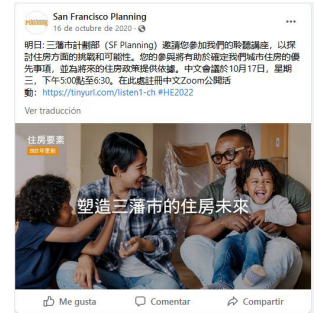 San Francisco Planning
16 de octubre de 2020
明日: 三藩市計劃部（SF Planning）邀請您參加我們的聆聽講座，以探
討住房方面的挑戰和可能性。您的參與將有助於確定我們城市住房的優
先事項，並為將來的住房政策提供依據。中文會議於10月17日，星期
三，下午5:00點至6:30。在此處註冊中文Zoom公開活
動：https://tinyurl.com/listen1-ch #HE2022
Ver traducción
住房要素
2022年更新
塑造三藩市的住房未來
Me gusta
Comentar
Compartir